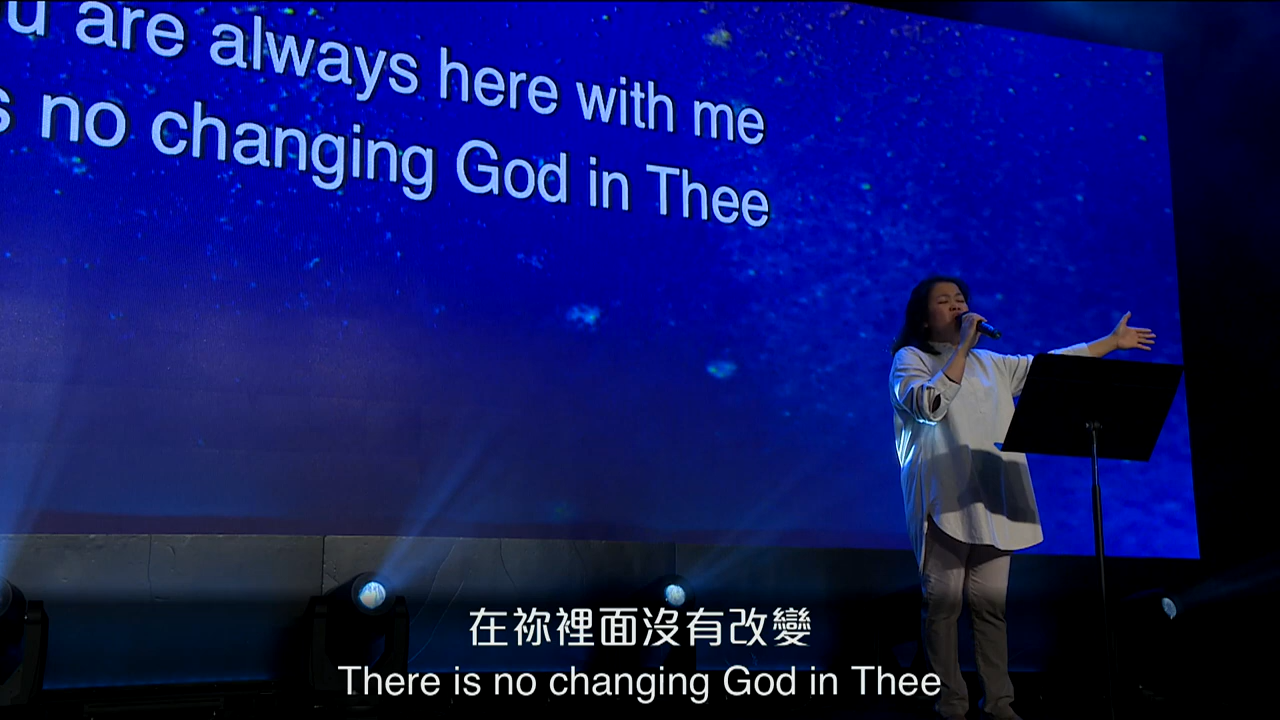 u are always here with me
s no changing God in Thee
在祢裡面沒有改變
There is no changing God in Thee